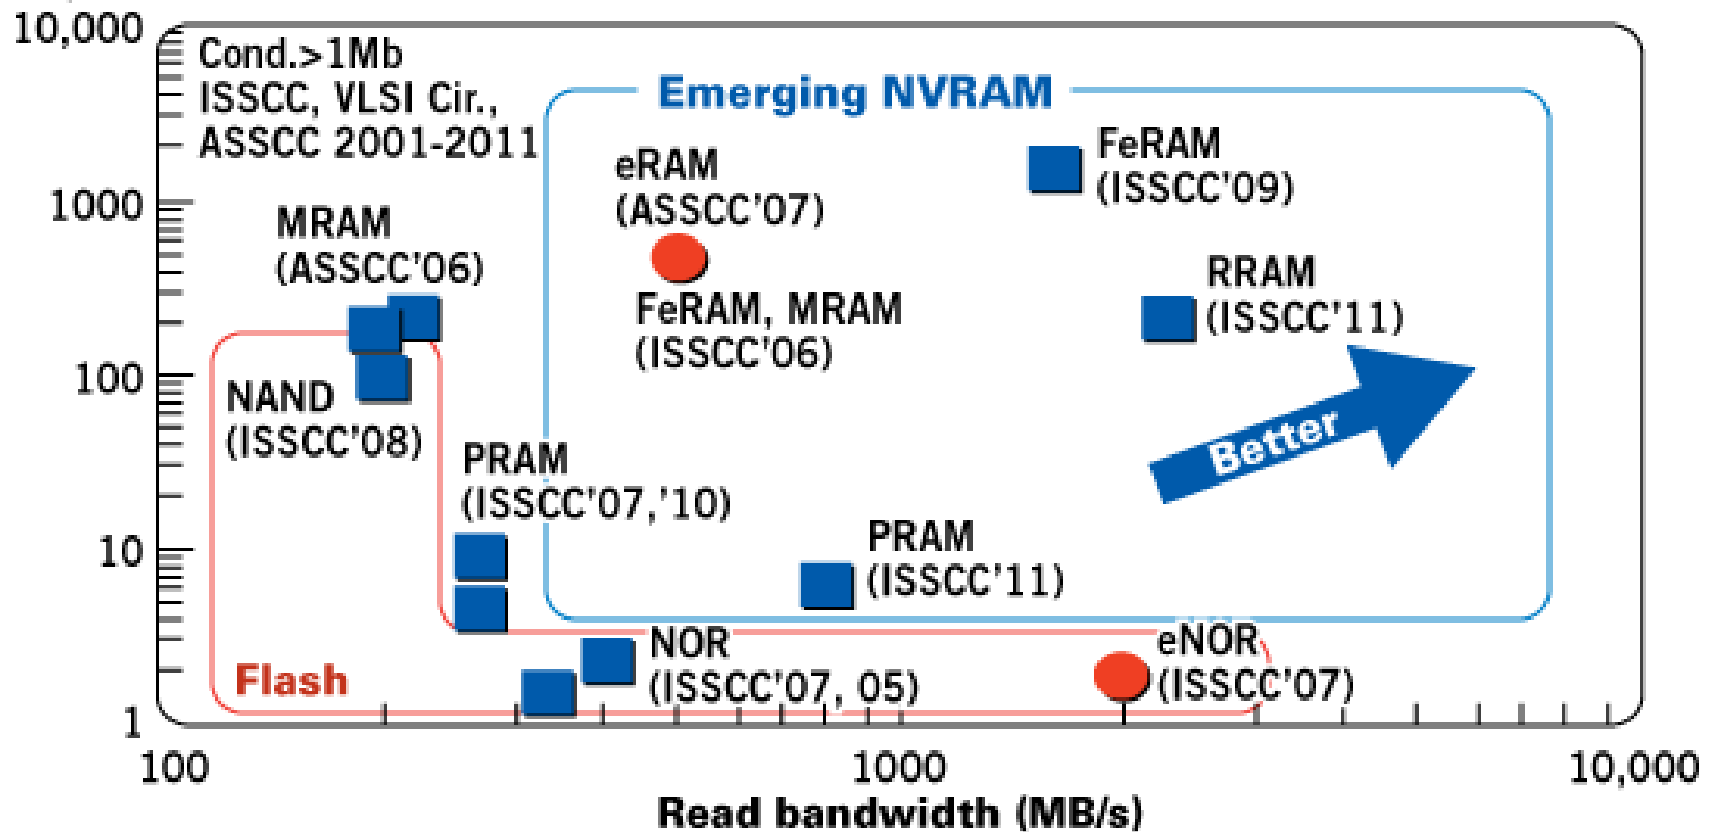 10,000
Cond.>1Mb
ISSCC, VLSI Cir.,
ASSCC 2001-2011
Emerging NVRAM
eRAM
(ASSCC'07)
FeRAM
(ISSCC'09)
1000
MRAM
(ASSCC'06)
FeRAM, MRAM
(ISSCC'06)
RRAM
(ISSCC'11)
100
NAND
(ISSCC'08)
Better
PRAM
(ISSCC'07,'10)
10
PRAM
(ISSCC'11)
NOR
(ISSCC'07, 05)
eNOR
(ISSCC'07)
Flash
1
100
1000
10,000
Read bandwidth (MB/s)